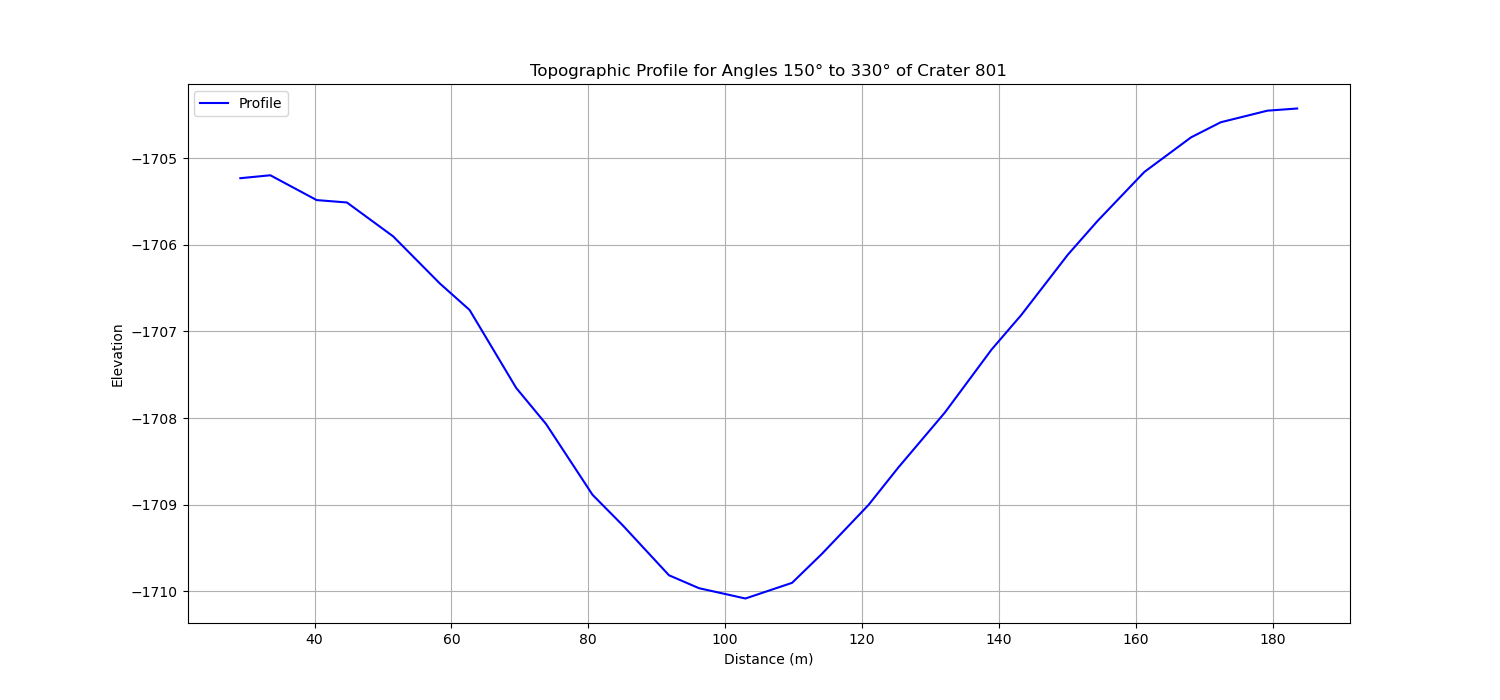 Topographic Profile for Angles 150° to 330° of Crater 801
Profile
−1705
−1706
−1707
−1708
−1709
−1710
Elevation
40 60 80 100 120 140 160 180
Distance (m)